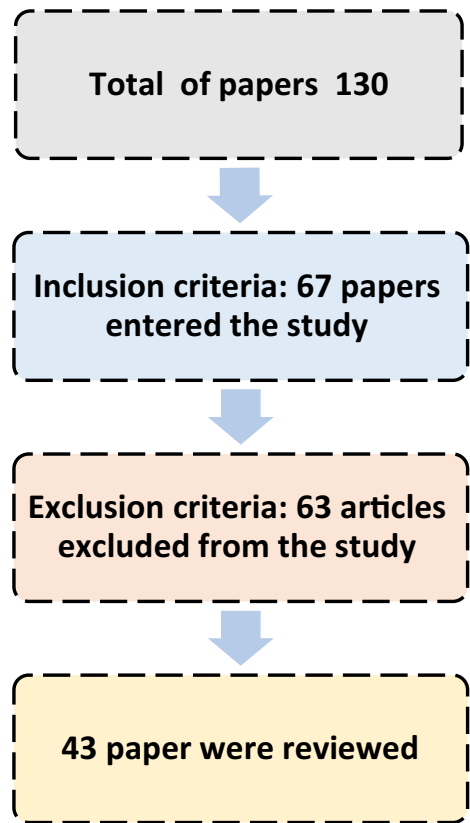 Total of papers 130
Inclusion criteria: 67 papers
entered the study
Exclusion criteria: 63 articles
excluded from the study
43 paper were reviewed